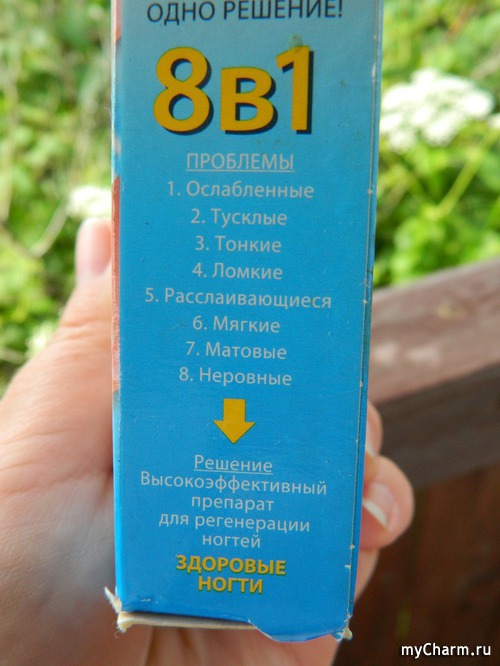 ОДНО РЕШЕНИЕ!
8в1
ПРОБЛЕМЫ
1. Ослабленные
2. Тусклые
3. Тонкие
4. Ломкие
5. Расслаивающиеся
6. Мягкие
7. Матовые
8. Неровные
Решение
Высокоэффективный
препарат
для регенерации
ногтей
ЗДОРОВЫЕ
НОГТИ
myCharm.ru